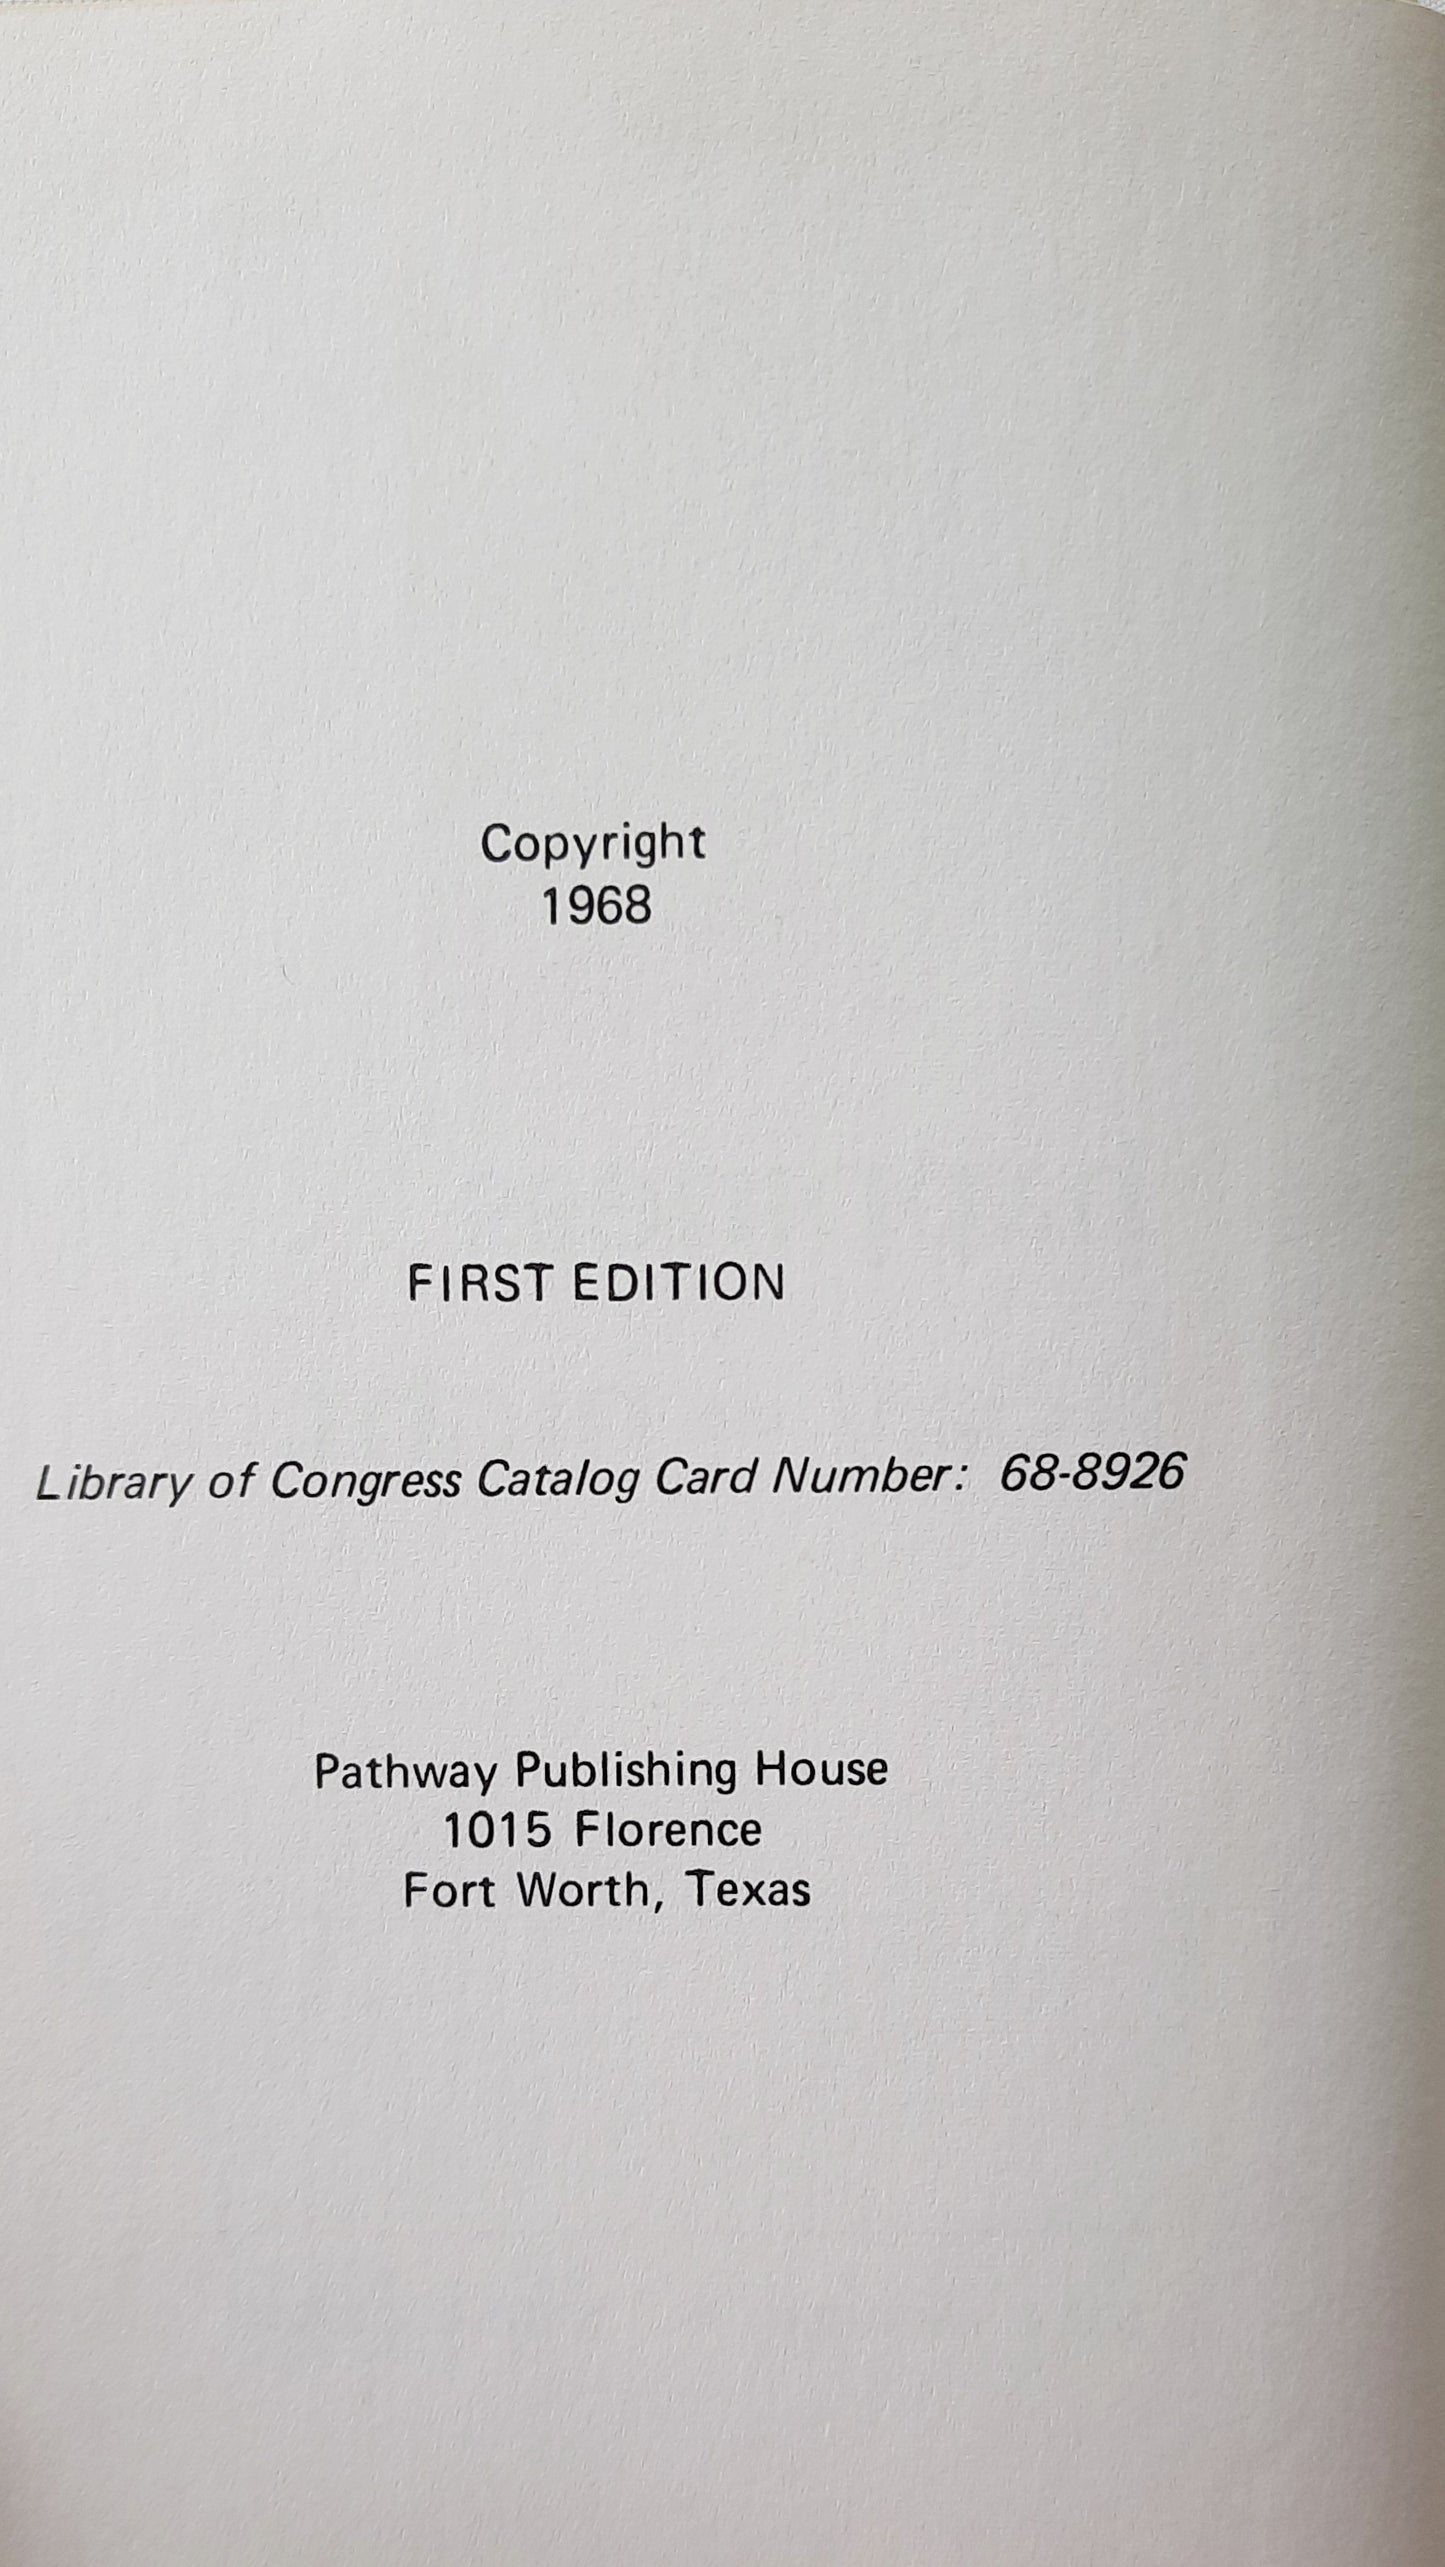 Copyright
1968
FIRST EDITION
Library of Congress Catalog Card Number: 68-8926
Pathway Publishing House
1015 Florence
Fort Worth, Texas